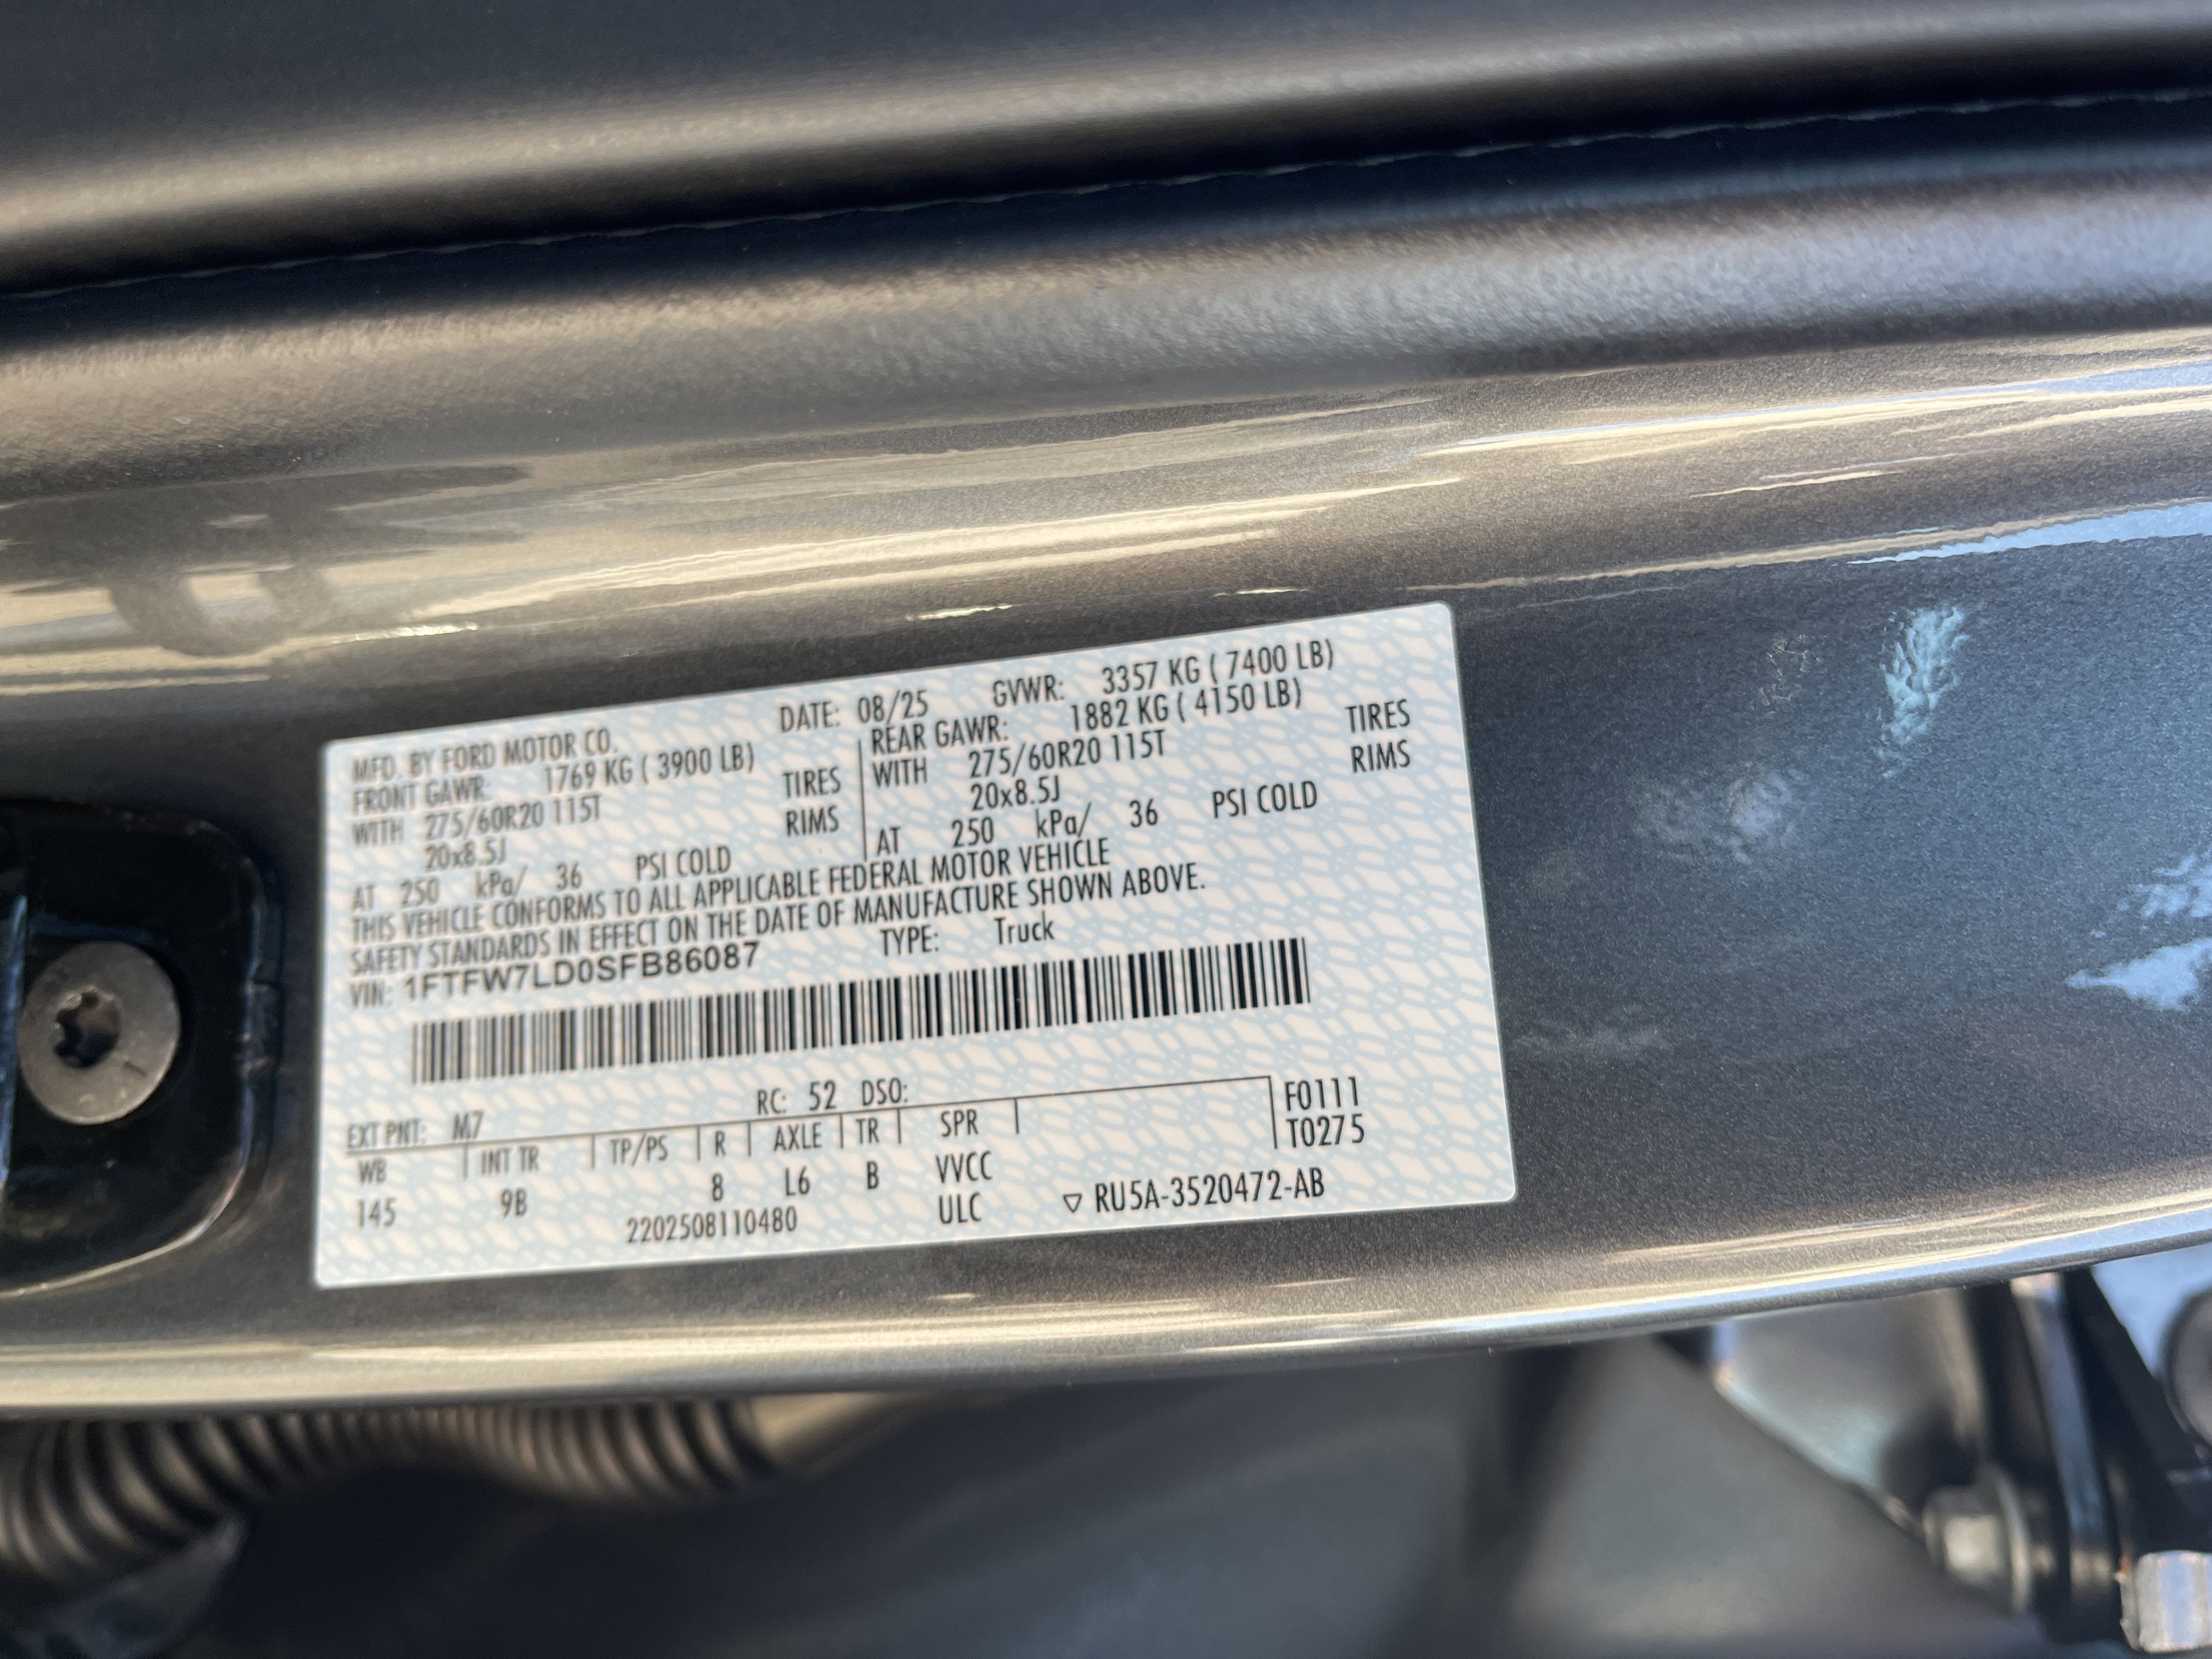 MFD. BY FORD MOTOR CO. DATE: 08/25 GVWR: 3357 KG ( 7400 LB)
FRONT GAWR: 1769 KG ( 3900 LB) REAR GAWR: 1882 KG ( 4150 LB)
WITH 275/60R20 115T TIRES WITH 275/60R20 115T TIRES
20x8.5J RIMS 20x8.5J RIMS
AT 250 kPa/ 36 PSI COLD AT 250 kPa/ 36 PSI COLD
THIS VEHICLE CONFORMS TO ALL APPLICABLE FEDERAL MOTOR VEHICLE
SAFETY STANDARDS IN EFFECT ON THE DATE OF MANUFACTURE SHOWN ABOVE.
VIN: 1FTFW7LD0SFB86087 TYPE: Truck
EXT PNT: M7 RC: 52 DSO: F0111
WB INT TR TP/PS R AXLE TR SPR T0275
145 9B 8 L6 B VVCC
2202508110480 ULC ▽ RU5A-3520472-AB